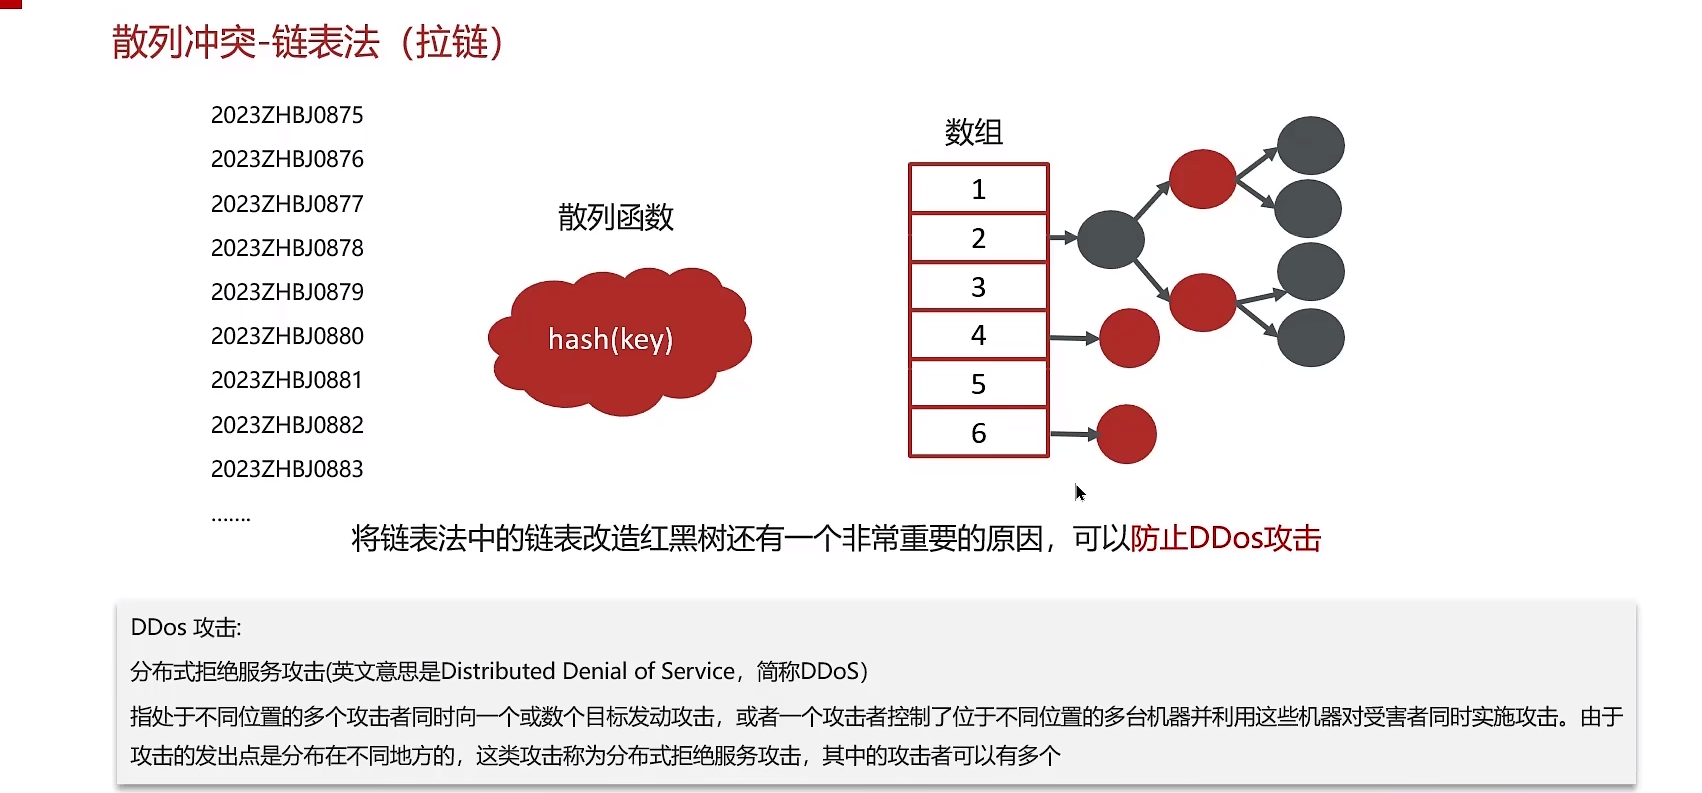 散列冲突-链表法（拉链）
2023ZHBJ0875
2023ZHBJ0876
2023ZHBJ0877
2023ZHBJ0878
2023ZHBJ0879
2023ZHBJ0880
2023ZHBJ0881
2023ZHBJ0882
2023ZHBJ0883
.......
散列函数
hash(key)
数组
1
2
3
4
5
6
将链表法中的链表改造红黑树还有一个非常重要的原因，可以防止DDos攻击
DDos 攻击:
分布式拒绝服务攻击(英文意思是Distributed Denial of Service，简称DDoS）
指处于不同位置的多个攻击者同时向一个或数个目标发动攻击，或者一个攻击者控制了位于不同位置的多台机器并利用这些机器对受害者同时实施攻击。由于
攻击的发出点是分布在不同地方的，这类攻击称为分布式拒绝服务攻击，其中的攻击者可以有多个